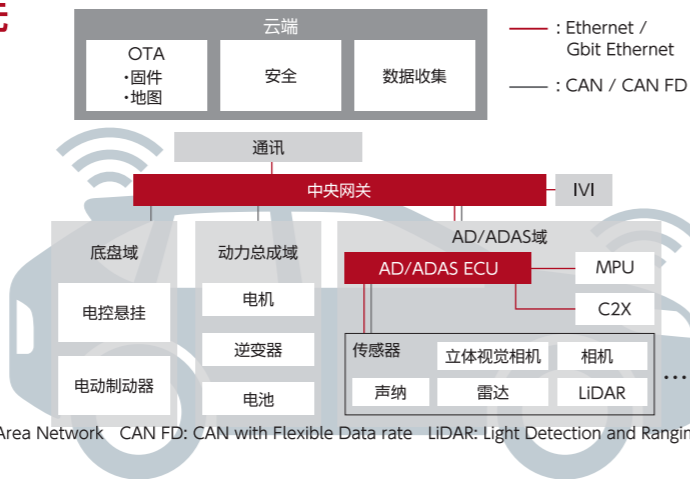 云端
OTA
·固件
·地图
安全
数据收集
: Ethernet /
Gbit Ethernet
: CAN / CAN FD
通讯
中央网关
IVI
底盘域
电控悬挂
电动制动器
动力总成域
电机
逆变器
电池
AD/ADAS域
AD/ADAS ECU
MPU
C2X
传感器
立体视觉相机
相机
声纳
雷达
LiDAR
...
Area Network CAN FD: CAN with Flexible Data rate LiDAR: Light Detection and Rangin